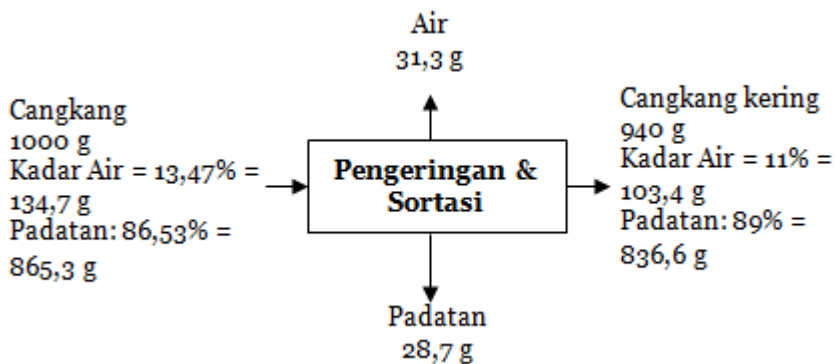 Air
31,3 g
Cangkang
1000 g
Kadar Air = 13,47% =
134,7 g
Padatan: 86,53% =
865,3 g
Pengeringan &
Sortasi
Cangkang kering
940 g
Kadar Air = 11% =
103,4 g
Padatan: 89% =
836,6 g
Padatan
28,7 g